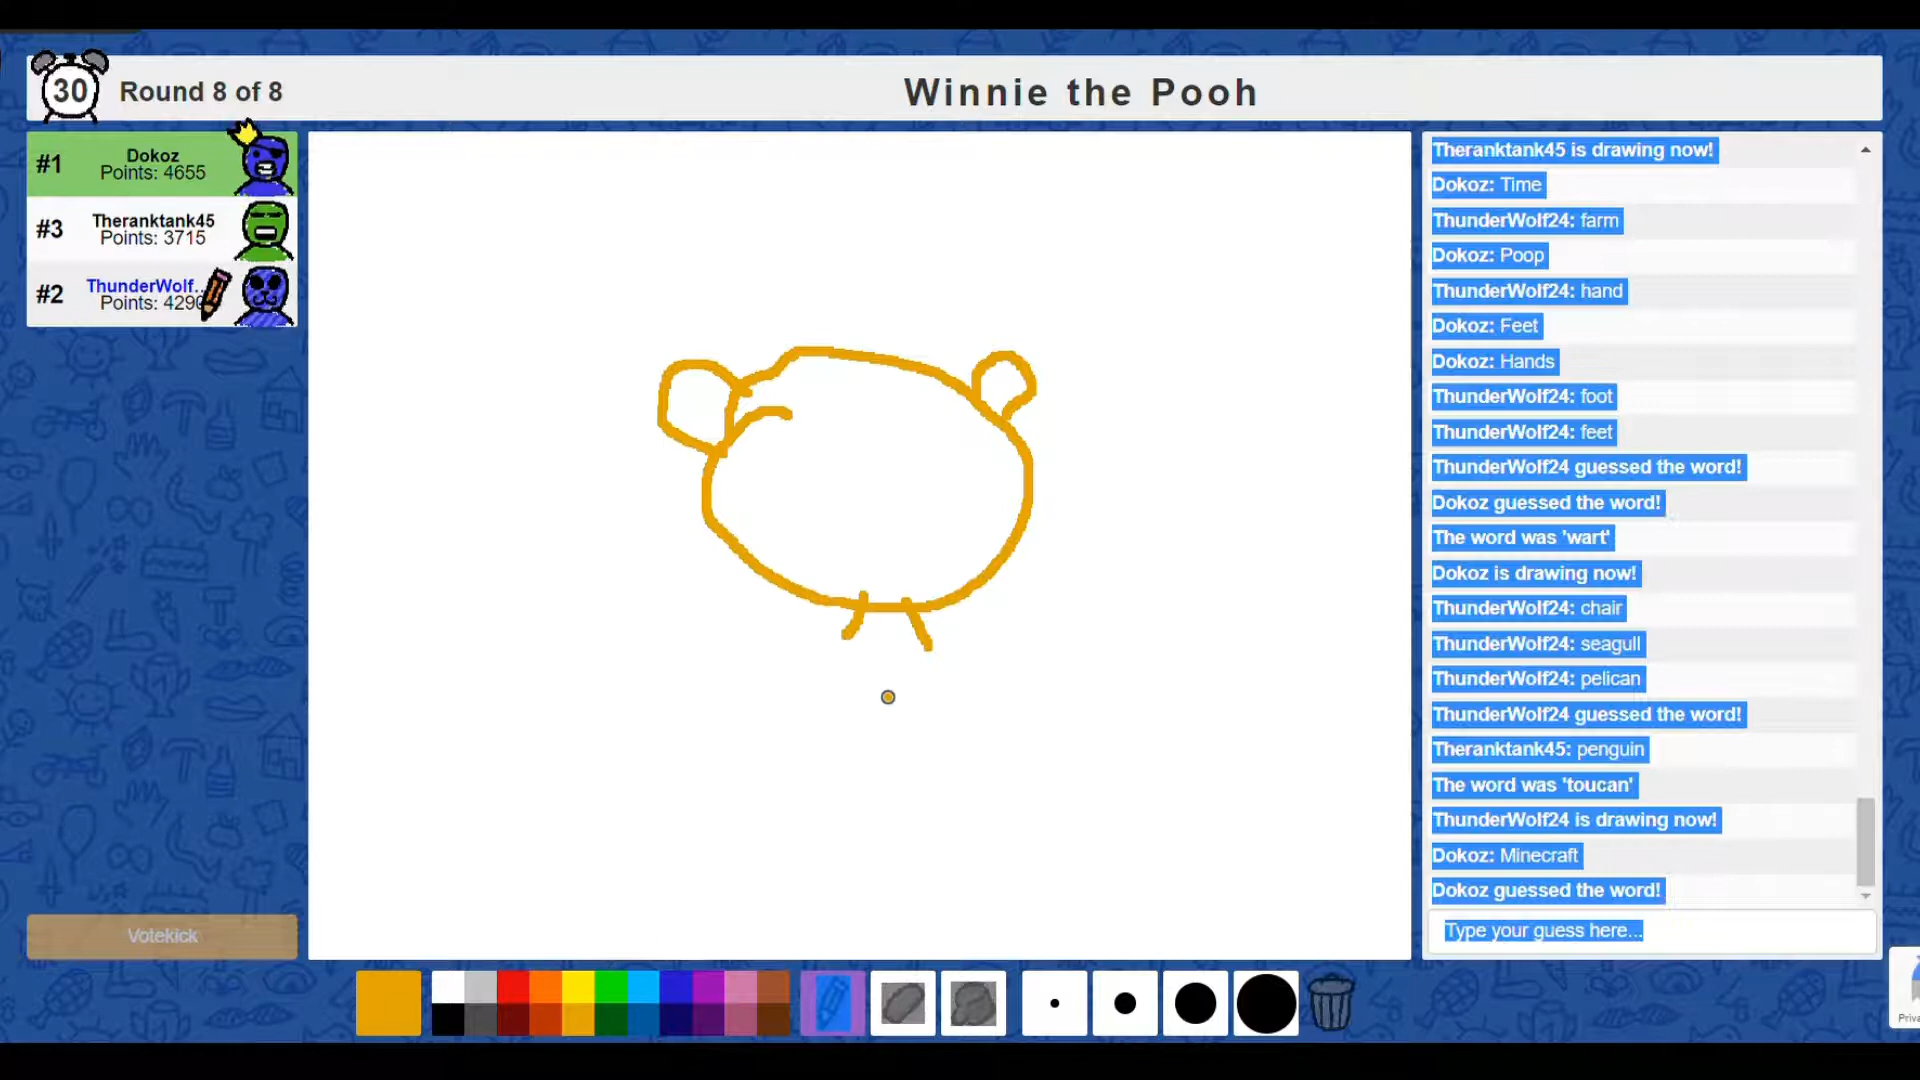 30
Round 8 of 8
Winnie the Pooh
#1
Dokoz
Points: 4655
#3
Theranktank45
Points: 3715
#2
ThunderWolf...
Points: 4290
Votekick
Theranktank45 is drawing now!
Dokoz: Time
ThunderWolf24: farm
Dokoz: Poop
ThunderWolf24: hand
Dokoz: Feet
Dokoz: Hands
ThunderWolf24: foot
ThunderWolf24: feet
ThunderWolf24 guessed the word!
Dokoz guessed the word!
The word was 'wart'
Dokoz is drawing now!
ThunderWolf24: chair
ThunderWolf24: seagull
ThunderWolf24: pelican
ThunderWolf24 guessed the word!
Theranktank45: penguin
The word was 'toucan'
ThunderWolf24 is drawing now!
Dokoz: Minecraft
Dokoz guessed the word!
Type your guess here...